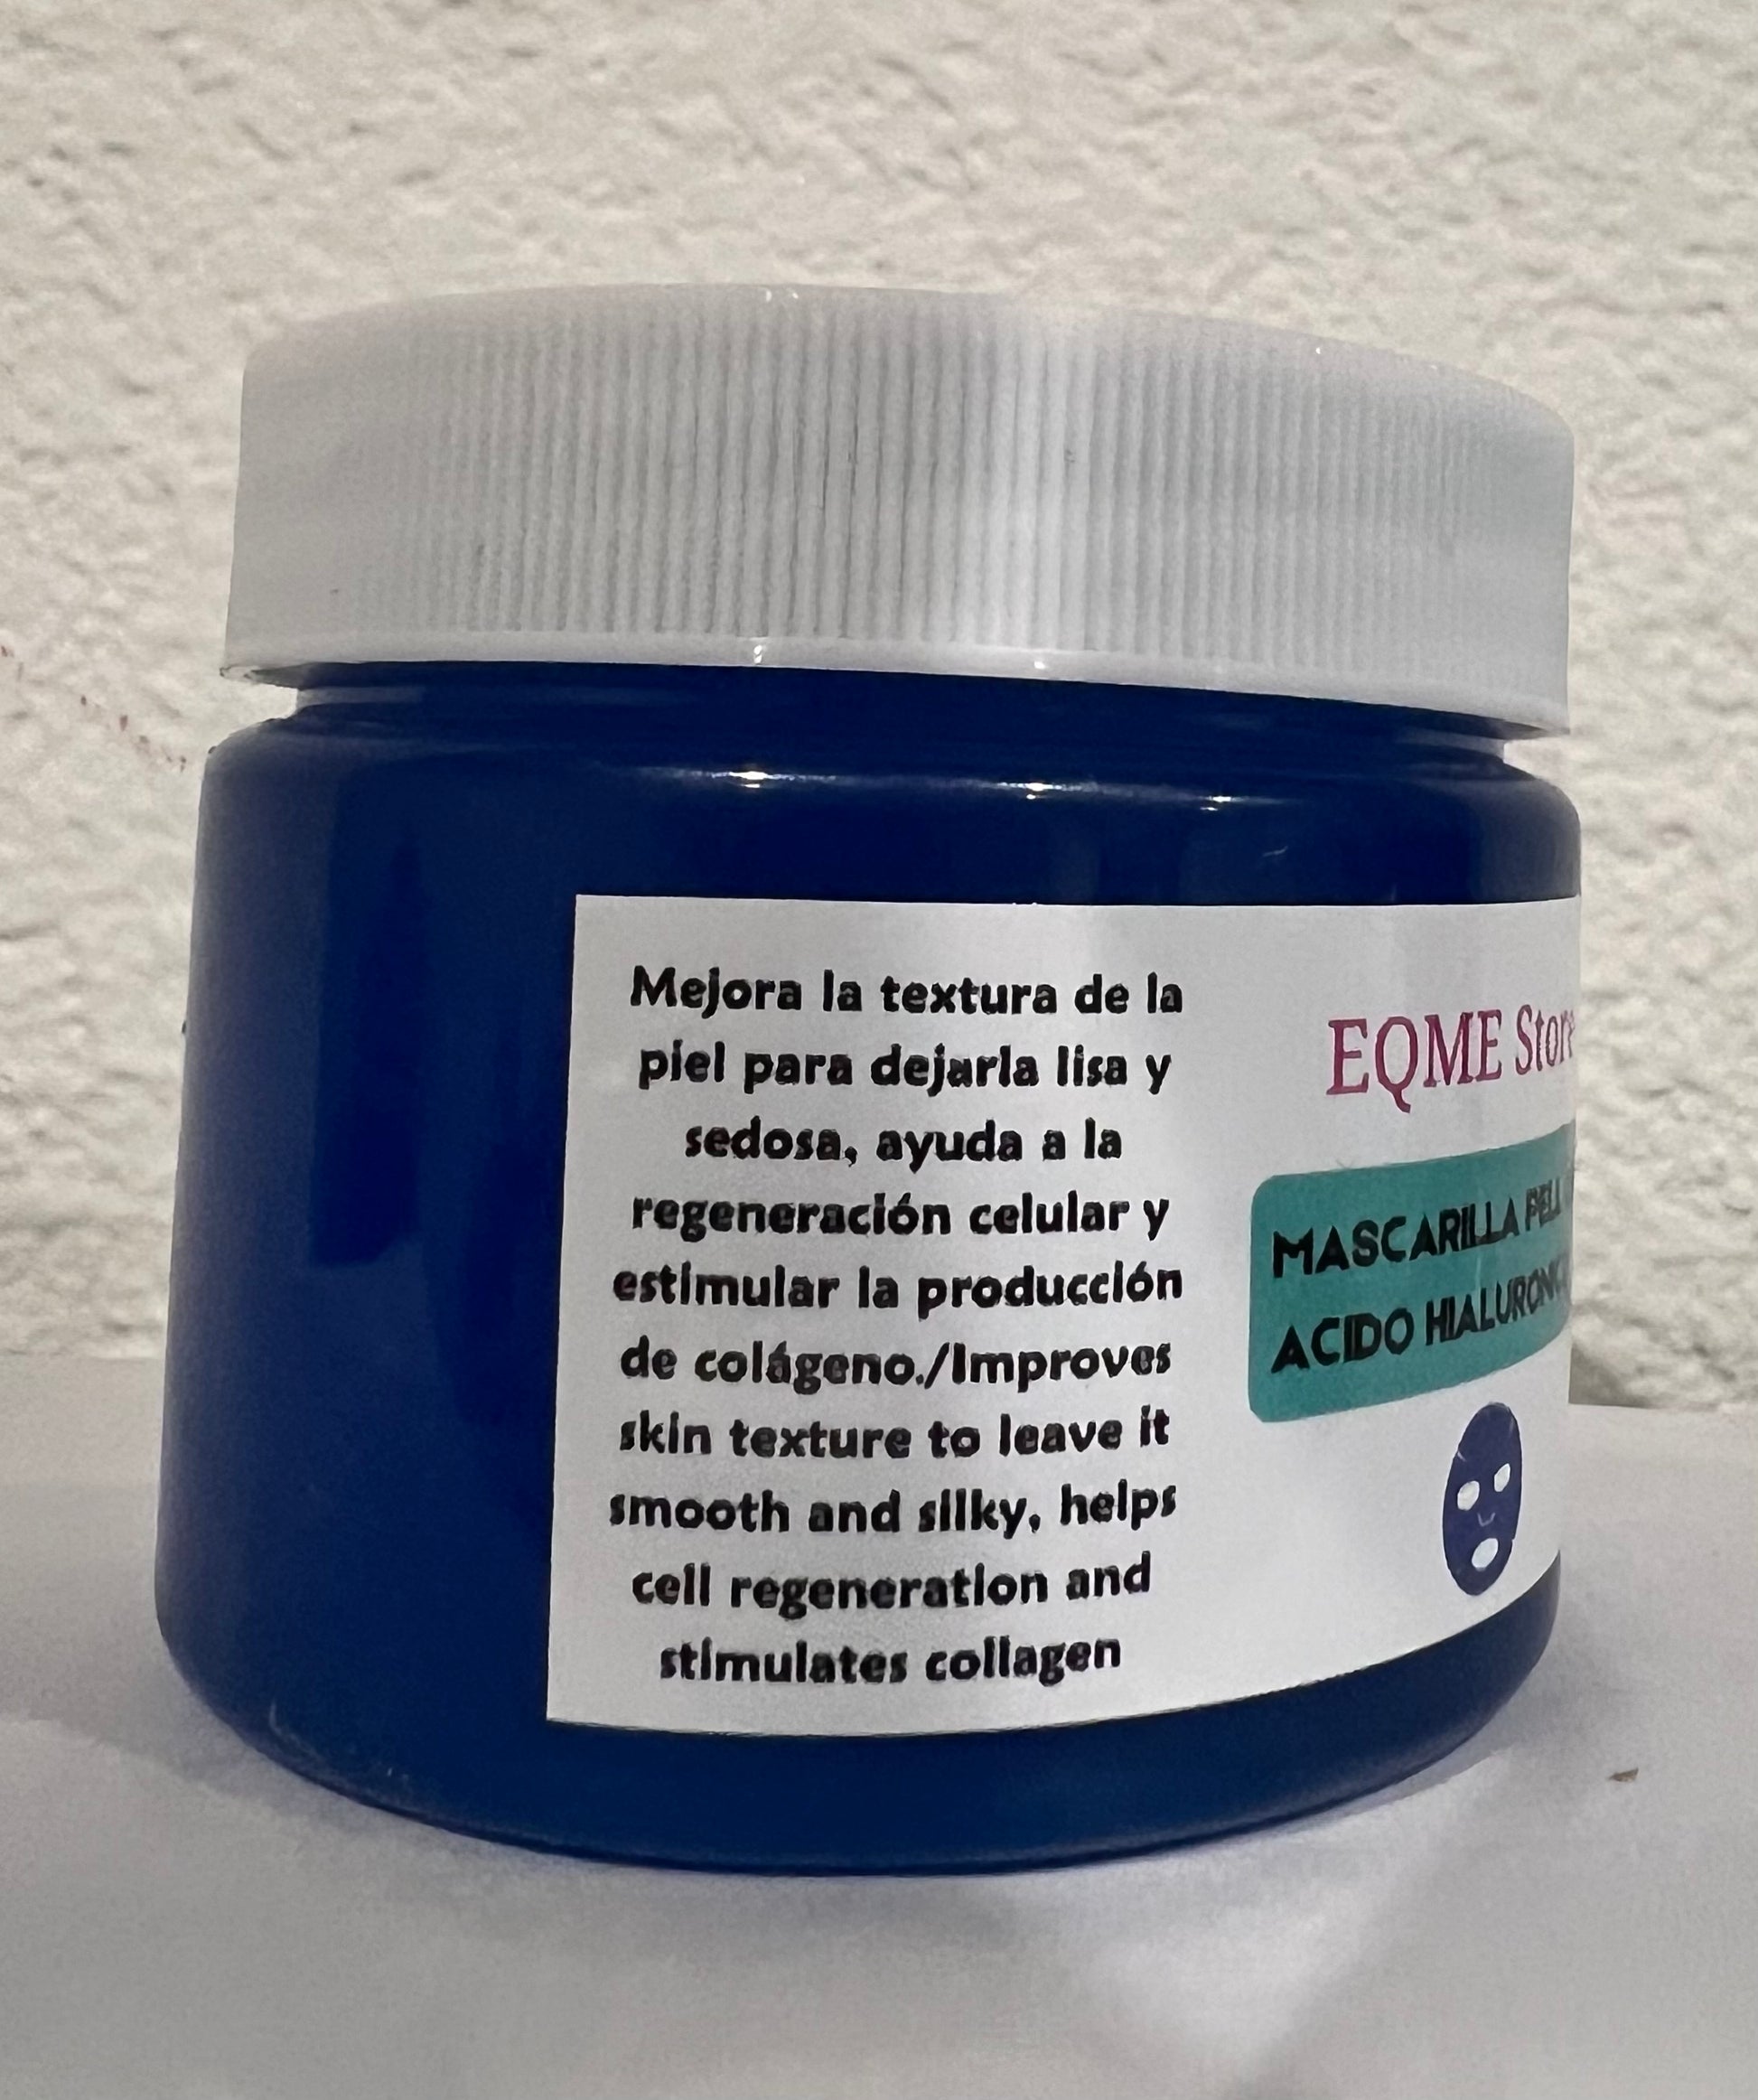 Mejora la textura de la
piel para dejarla lisa y
sedosa, ayuda a la
regeneración celular y
estimular la producción
de colágeno./Improves
skin texture to leave it
smooth and silky, helps
cell regeneration and
stimulates collagen
EQME Store
MASCARILLA
ACIDO